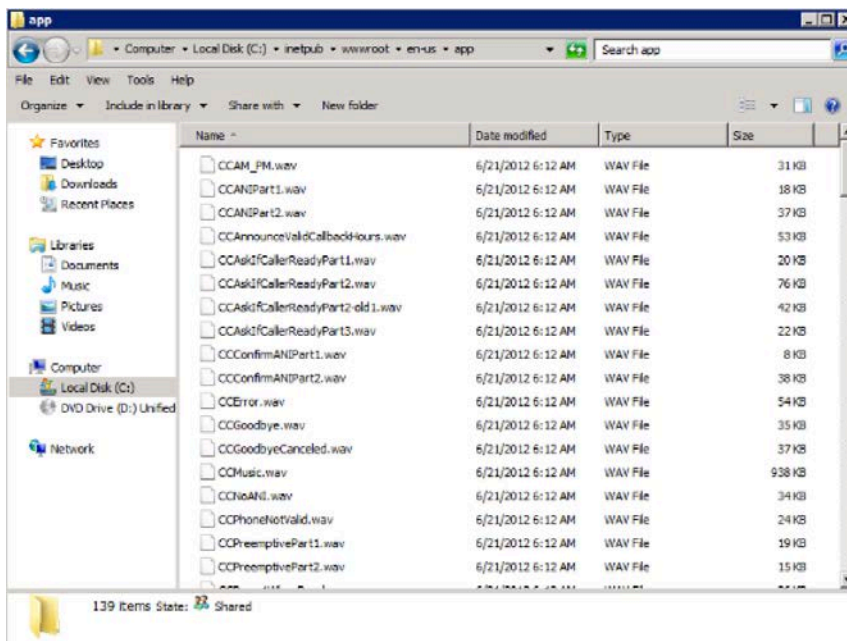 app
Computer Local Disk (C:) inetpub wwwroot en-us app Search app
File Edit View Tools Help
Organize Include in library Share with New folder
Name Date modified Type Size
Favorites
Desktop
Downloads
Recent Places
Libraries
Documents
Music
Pictures
Videos
Computer
Local Disk (C:)
DVD Drive (D:) Unified
Network
CCAM_PM.wav 6/21/2012 6:12 AM WAV File 31 KB
CCANIPart1.wav 6/21/2012 6:12 AM WAV File 18 KB
CCANIPart2.wav 6/21/2012 6:12 AM WAV File 37 KB
CCAnnounceValidCallbackHours.wav 6/21/2012 6:12 AM WAV File 53 KB
CCAskIfCallerReadyPart1.wav 6/21/2012 6:12 AM WAV File 20 KB
CCAskIfCallerReadyPart2.wav 6/21/2012 6:12 AM WAV File 76 KB
CCAskIfCallerReadyPart2-old1.wav 6/21/2012 6:12 AM WAV File 42 KB
CCAskIfCallerReadyPart3.wav 6/21/2012 6:12 AM WAV File 22 KB
CCConfirmANIPart1.wav 6/21/2012 6:12 AM WAV File 8 KB
CCConfirmANIPart2.wav 6/21/2012 6:12 AM WAV File 38 KB
CCError.wav 6/21/2012 6:12 AM WAV File 54 KB
CCGoodbye.wav 6/21/2012 6:12 AM WAV File 35 KB
CCGoodbyeCanceled.wav 6/21/2012 6:12 AM WAV File 37 KB
CCMusic.wav 6/21/2012 6:12 AM WAV File 938 KB
CCNoANI.wav 6/21/2012 6:12 AM WAV File 34 KB
CCPhoneNotValid.wav 6/21/2012 6:12 AM WAV File 24 KB
CCPreemptivePart1.wav 6/21/2012 6:12 AM WAV File 19 KB
CCPreemptivePart2.wav 6/21/2012 6:12 AM WAV File 15 KB
139 items State: Shared